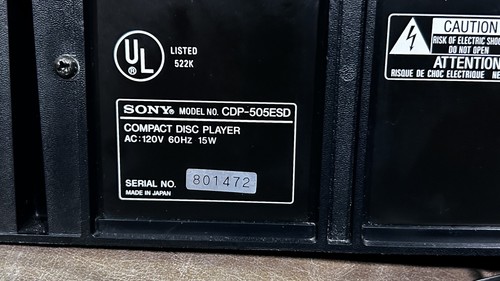 UL
®
LISTED
522K
SONY® MODEL NO. CDP-505ESD
COMPACT DISC PLAYER
AC:120V 60Hz 15W
SERIAL NO. 801472
MADE IN JAPAN
CAUTION
RISK OF ELECTRIC
DO NOT OPEN
ATTENTION
RISQUE DE CHOC ELECTRIQUE